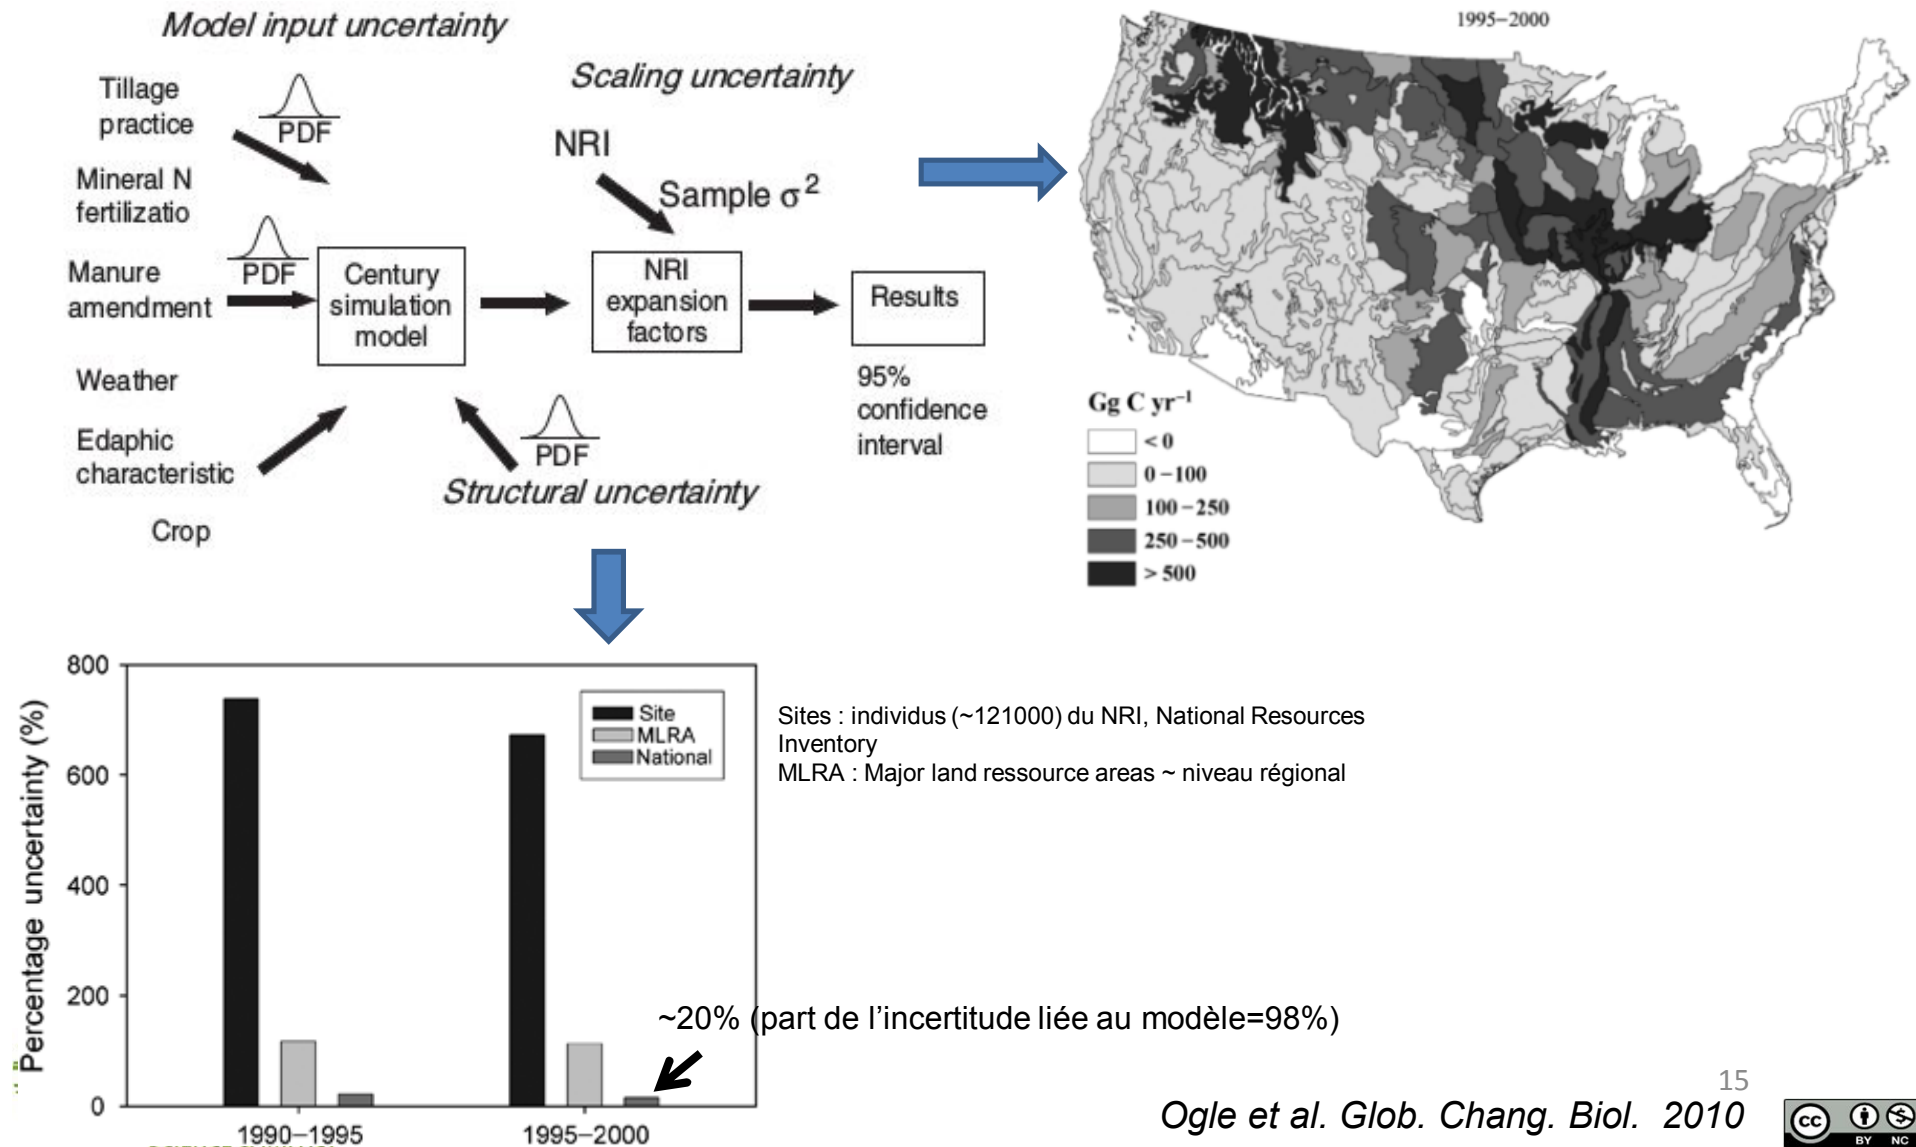 Model input uncertainty
Tillage
practice
PDF
Mineral N
fertilizatio
Manure
amendment
PDF
Century
simulation
model
Weather
Edaphic
characteristic
Crop
PDF
Structural uncertainty
Scaling uncertainty
NRI
Sample σ²
NRI
expansion
factors
Results
95%
confidence
interval
1995–2000
Gg C yr⁻¹
< 0
0–100
100–250
250–500
> 500
Percentage uncertainty (%)
800
600
400
200
0
Site
MLRA
National
1990–1995
1995–2000
Sites : individus (~121000) du NRI, National Resources
Inventory
MLRA : Major land ressource areas ~ niveau régional
~20% (part de l’incertitude liée au modèle=98%)
15
Ogle et al. Glob. Chang. Biol. 2010
cc
BY NC